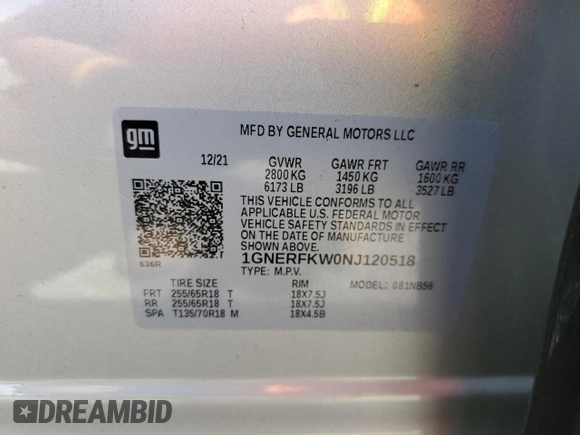 gm
MFD BY GENERAL MOTORS LLC
12/21 GVWR GAWR FRT GAWR RR
2800 KG 1450 KG 1600 KG
6173 LB 3196 LB 3527 LB
THIS VEHICLE CONFORMS TO ALL
APPLICABLE U.S. FEDERAL MOTOR
VEHICLE SAFETY STANDARDS IN EFFECT
ON THE DATE OF MANUFACTURE
SHOWN ABOVE.
636R
1GNERFKW0NJ120518
TYPE: M.P.V. MODEL: 081NB56
TIRE SIZE RIM
FRT 255/65R18 T 18X7.5J
RR 255/65R18 T 18X7.5J
SPA T135/70R18 M 18X4.5B
DREAMBID